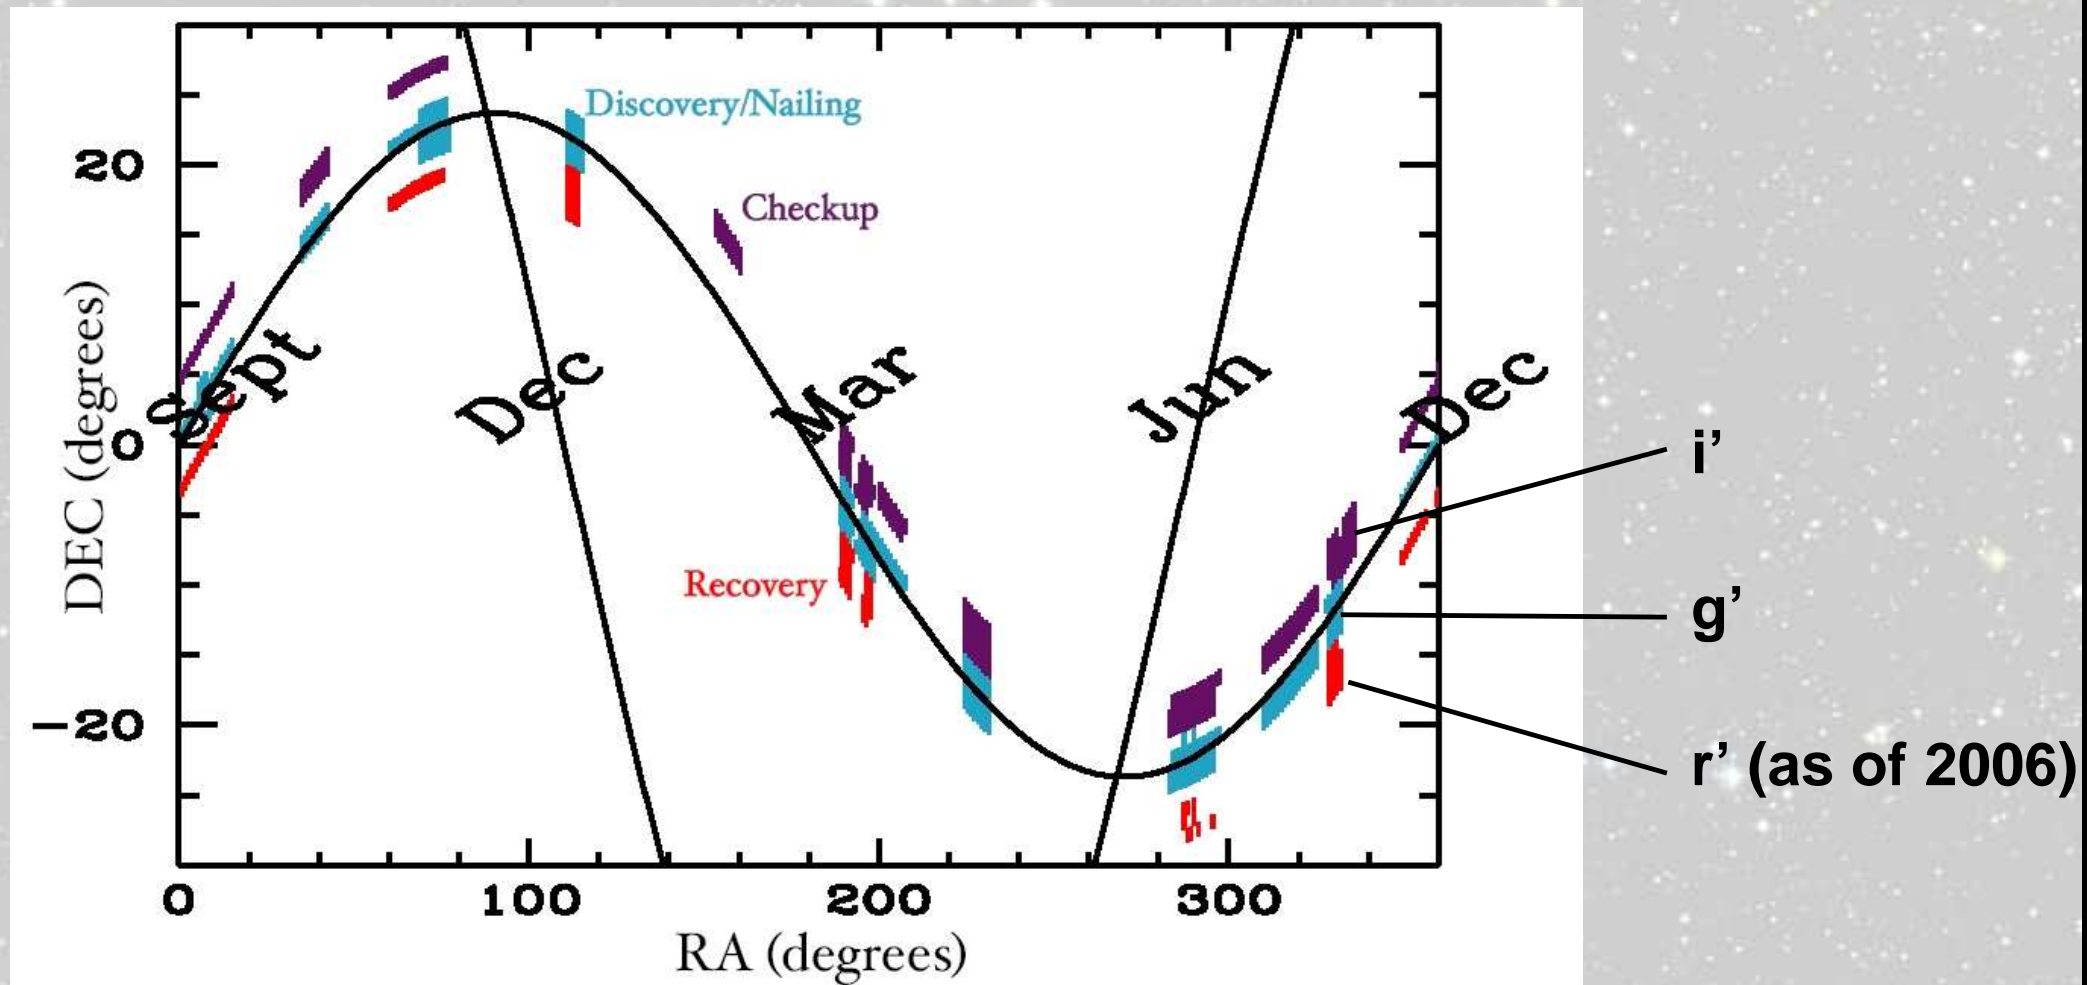 Discovery/Nailing
20
Checkup
DEC (degrees)
Sept
Dec
Mar
Jun
Dec
i’
0
Recovery
g’
−20
r’ (as of 2006)
0
100
200
300
RA (degrees)